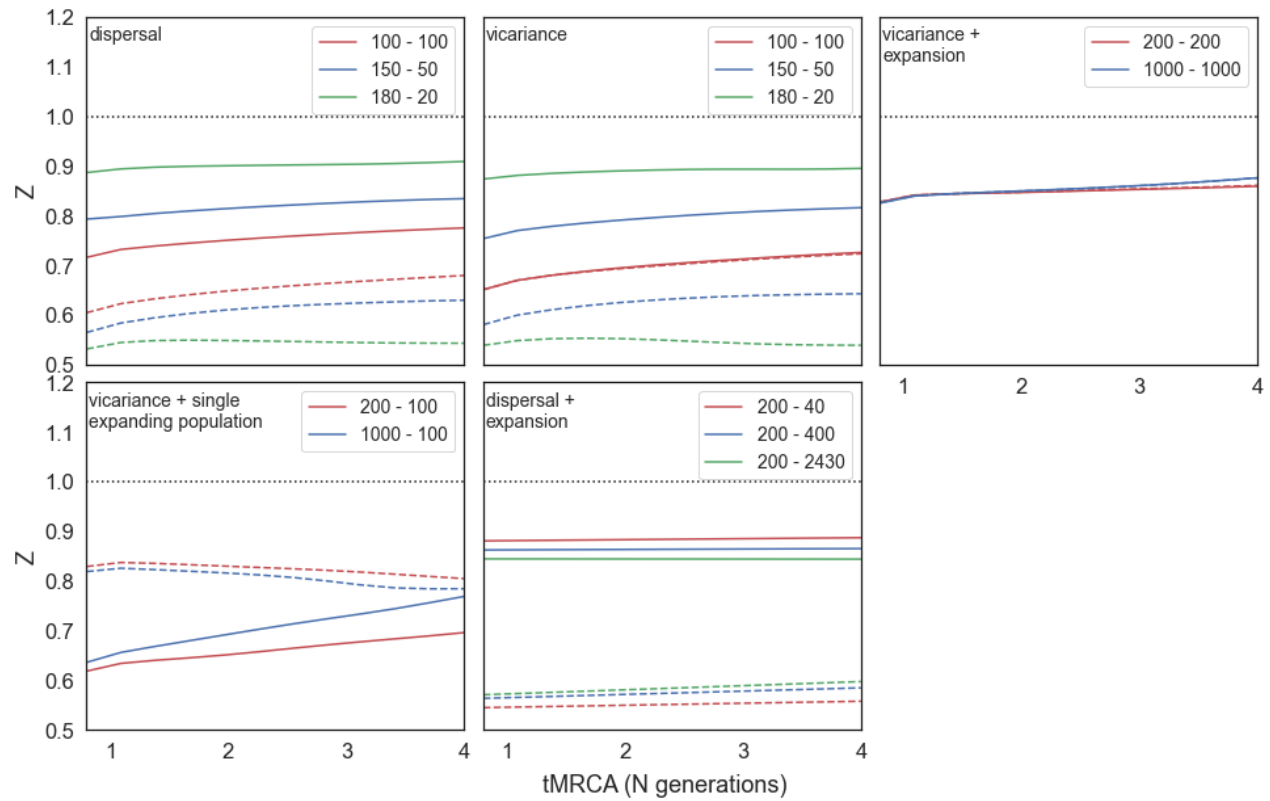 dispersal
100 - 100
150 - 50
180 - 20
vicariance
100 - 100
150 - 50
180 - 20
vicariance +
expansion
200 - 200
1000 - 1000
1.2
1.1
1.0
0.9
0.8
0.7
0.6
0.5
Z
1
2
3
4
vicariance + single
expanding population
200 - 100
1000 - 100
dispersal +
expansion
200 - 40
200 - 400
200 - 2430
1.2
1.1
1.0
0.9
0.8
0.7
0.6
0.5
Z
1
2
3
4
1
2
3
4
tMRCA (N generations)